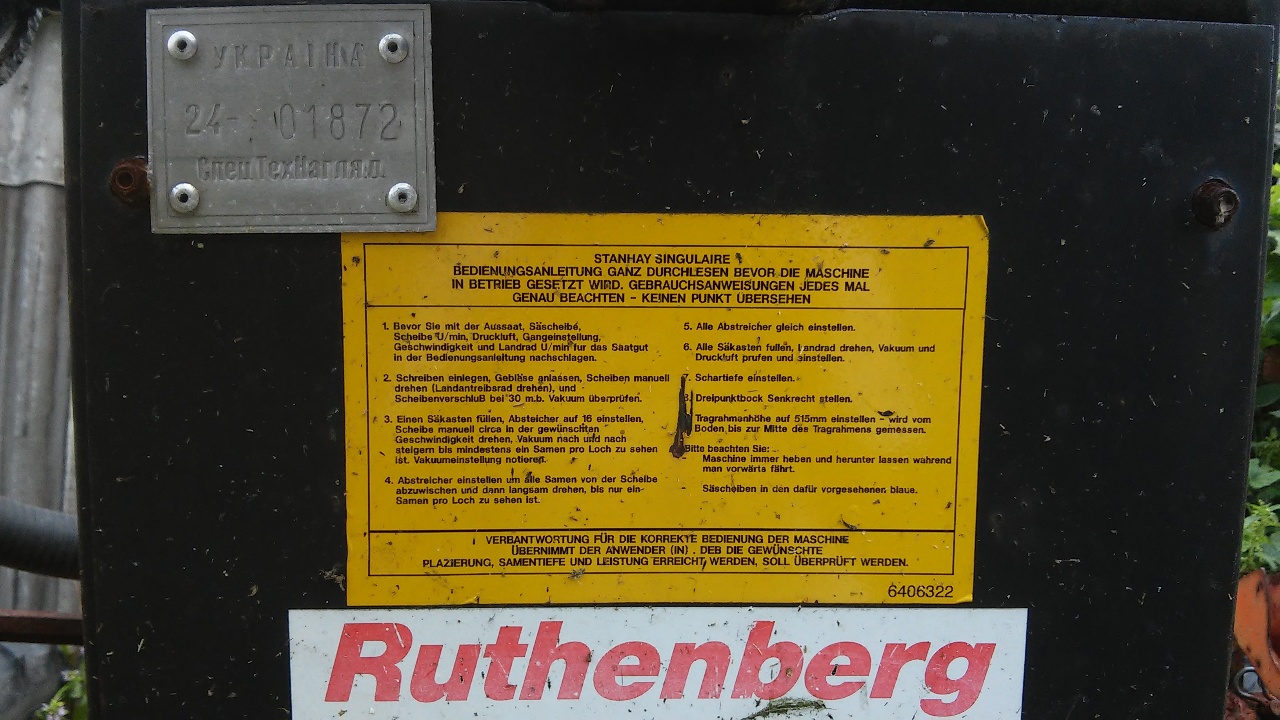 УКРАЇНА
24- 01872
СпецТехНагляд
STANHAY SINGULAIRE
BEDIENUNGSANLEITUNG GANZ DURCHLESEN BEVOR DIE MASCHINE
IN BETRIEB GESETZT WIRD. GEBRAUCHSANWEISUNGEN JEDES MAL
GENAU BEACHTEN - KEINEN PUNKT ÜBERSEHEN
1. Bevor Sie mit der Aussaat, Säscheibe,
Scheibe U/min, Druckluft, Gangeinstellung,
Geschwindigkeit und Landrad U/min fur das Saatgut
in der Bedienungsanleitung nachschlagen.
2. Schreiben einlegen, Gebläse anlassen, Scheiben manuell
drehen (Landantreibsrad drehen), und
Scheibenverschluß bei 30 m.b. Vakuum überprüfen.
3. Einen Säkasten füllen, Absteicher auf 16 einstellen,
Scheibe manuell circa in der gewünschten
Geschwindigkeit drehen, Vakuum nach und nach
steigern bis mindestens ein Samen pro Loch zu sehen
ist. Vakuumeinstellung notieren.
4. Abstreicher einstellen um alle Samen von der Scheibe
abzuwischen und dann langsam drehen, bis nur ein-
Samen pro Loch zu sehen ist.
5. Alle Abstreicher gleich einstellen.
6. Alle Säkasten fullen, Landrad drehen, Vakuum und
Druckluft prufen und einstellen.
7. Schartiefe einstellen.
8. Dreipunktbock Senkrecht stellen.
Tragrahmenhöhe auf 515mm einstellen - wird vom
Boden bis zur Mitte des Tragrahmens gemessen.
Bitte beachten Sie:
Maschine immer heben und herunter lassen wahrend
man vorwärts fährt.
Säscheiben in den dafür vorgesehener. blaue.
VERBANTWORTUNG FÜR DIE KORREKTE BEDIENUNG DER MASCHINE
ÜBERNIMMT DER ANWENDER (IN) . DEB DIE GEWÜNSCHTE
PLAZIERUNG, SAMENTIEFE UND LEISTUNG ERREICHT WERDEN, SOLL ÜBERPRÜFT WERDEN.
6406322
Ruthenberg